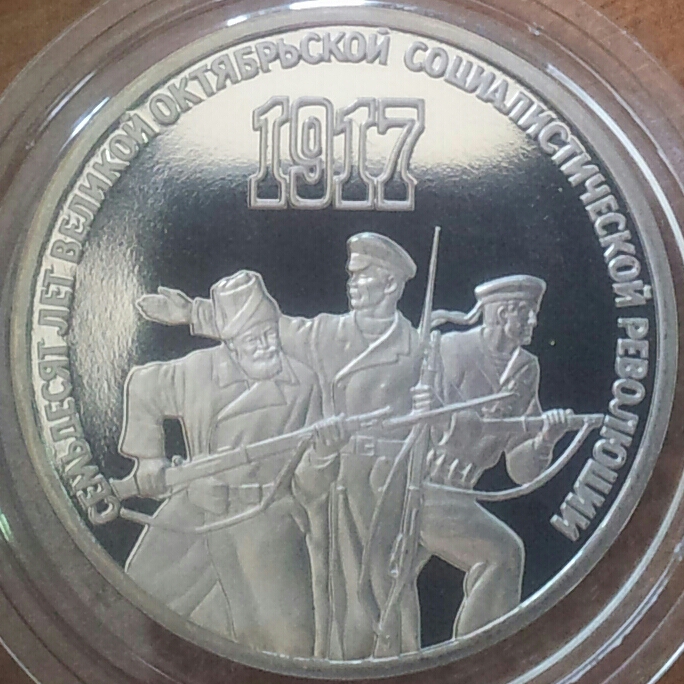 СЕМЬДЕСЯТ ЛЕТ ВЕЛИКОЙ ОКТЯБРЬСКОЙ СОЦИАЛИСТИЧЕСКОЙ РЕВОЛЮЦИИ
1917